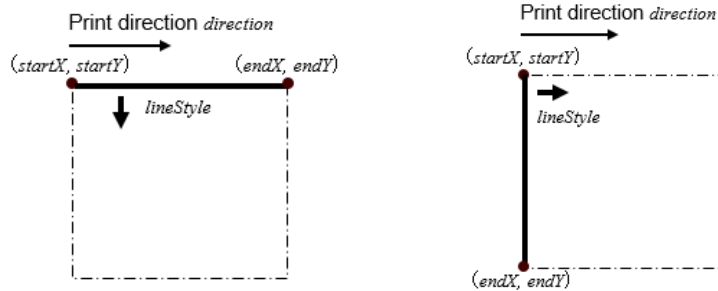 Print direction direction
(startX, startY) (endX, endY)
lineStyle
Print direction direction
(startX, startY)
lineStyle
(endX, endY)